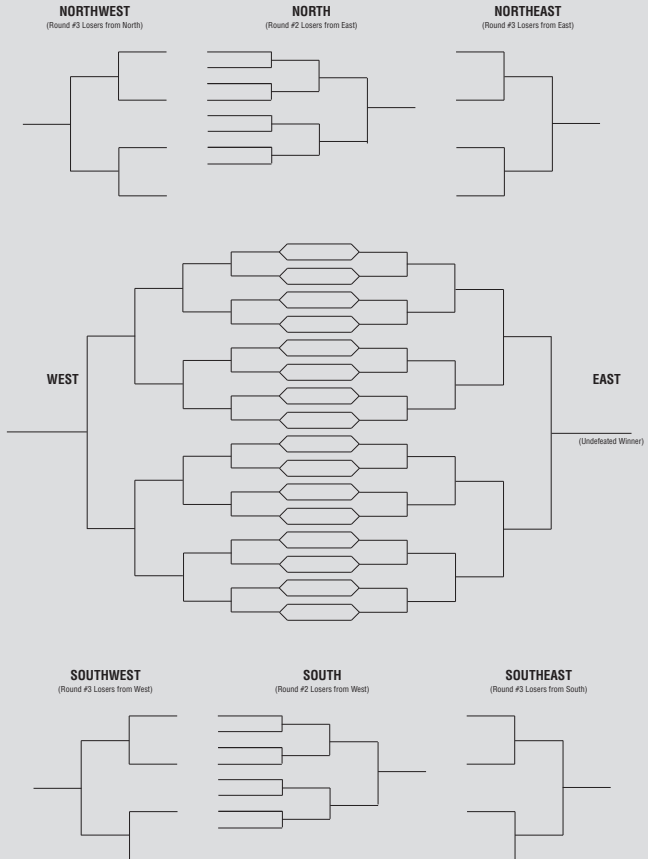 NORTHWEST
(Round #3 Losers from North)
NORTH
(Round #2 Losers from East)
NORTHEAST
(Round #3 Losers from East)
WEST
EAST
(Undefeated Winner)
SOUTHWEST
(Round #3 Losers from West)
SOUTH
(Round #2 Losers from West)
SOUTHEAST
(Round #3 Losers from South)